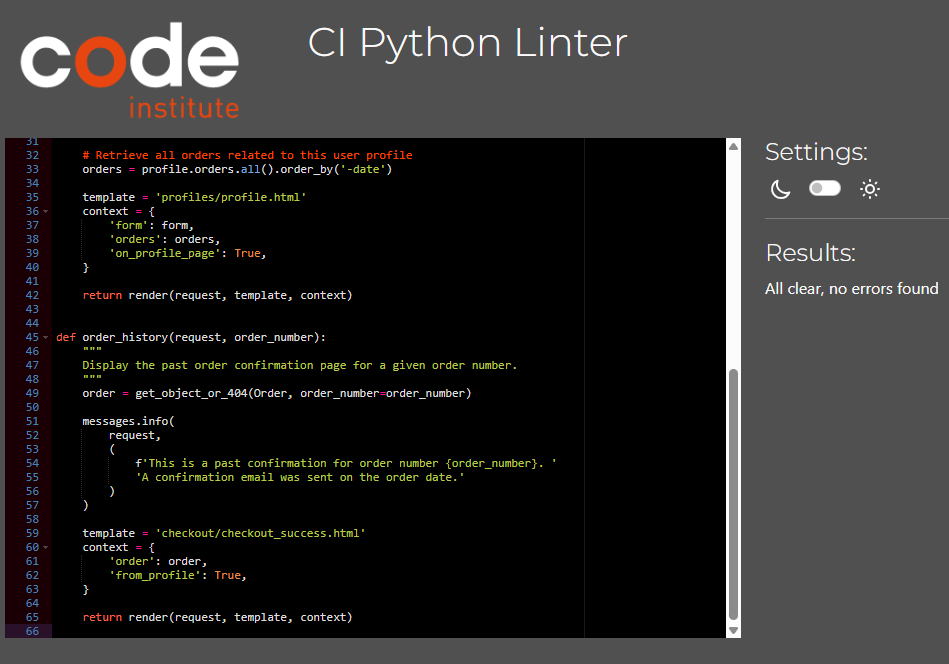 code
institute
CI Python Linter
31
32 # Retrieve all orders related to this user profile
33 orders = profile.orders.all().order_by('-date')
34
35 template = 'profiles/profile.html'
36 context = {
37 'form': form,
38 'orders': orders,
39 'on_profile_page': True,
40 }
41
42 return render(request, template, context)
43
44
45 def order_history(request, order_number):
46 """
47 Display the past order confirmation page for a given order number.
48 """
49 order = get_object_or_404(Order, order_number=order_number)
50
51 messages.info(
52 request,
53 (
54 f'This is a past confirmation for order number {order_number}. '
55 'A confirmation email was sent on the order date.'
56 )
57 )
58
59 template = 'checkout/checkout_success.html'
60 context = {
61 'order': order,
62 'from_profile': True,
63 }
64
65 return render(request, template, context)
66
Settings:
Results:
All clear, no errors found